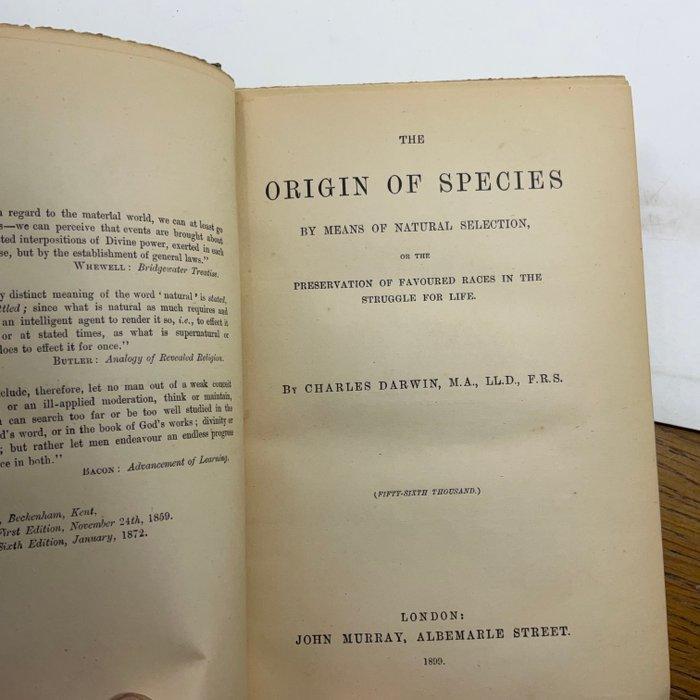 n regard to the material world, we can at least go
s—we can perceive that events are brought about
ted interpositions of Divine power, exerted in each
se, but by the establishment of general laws."
WHEWELL: Bridgewater Treatise.
y distinct meaning of the word 'natural' is stated,
ttled; since what is natural as much requires and
an intelligent agent to render it so, i.e., to effect it
or at stated times, as what is supernatural or
does to effect it for once."
BUTLER: Analogy of Revealed Religion.
clude, therefore, let no man out of a weak conceit
or an ill-applied moderation, think or maintain,
n can search too far or be too well studied in the
d's word, or in the book of God's works; divinity or
; but rather let men endeavour an endless progress
ce in both."
BACON: Advancement of Learning.
, Beckenham, Kent,
First Edition, November 24th, 1859.
Sixth Edition, January, 1872.
THE
ORIGIN OF SPECIES
BY MEANS OF NATURAL SELECTION,
OR THE
PRESERVATION OF FAVOURED RACES IN THE
STRUGGLE FOR LIFE.
BY CHARLES DARWIN, M.A., LL.D., F.R.S.
(FIFTY-SIXTH THOUSAND.)
LONDON:
JOHN MURRAY, ALBEMARLE STREET.
1899.